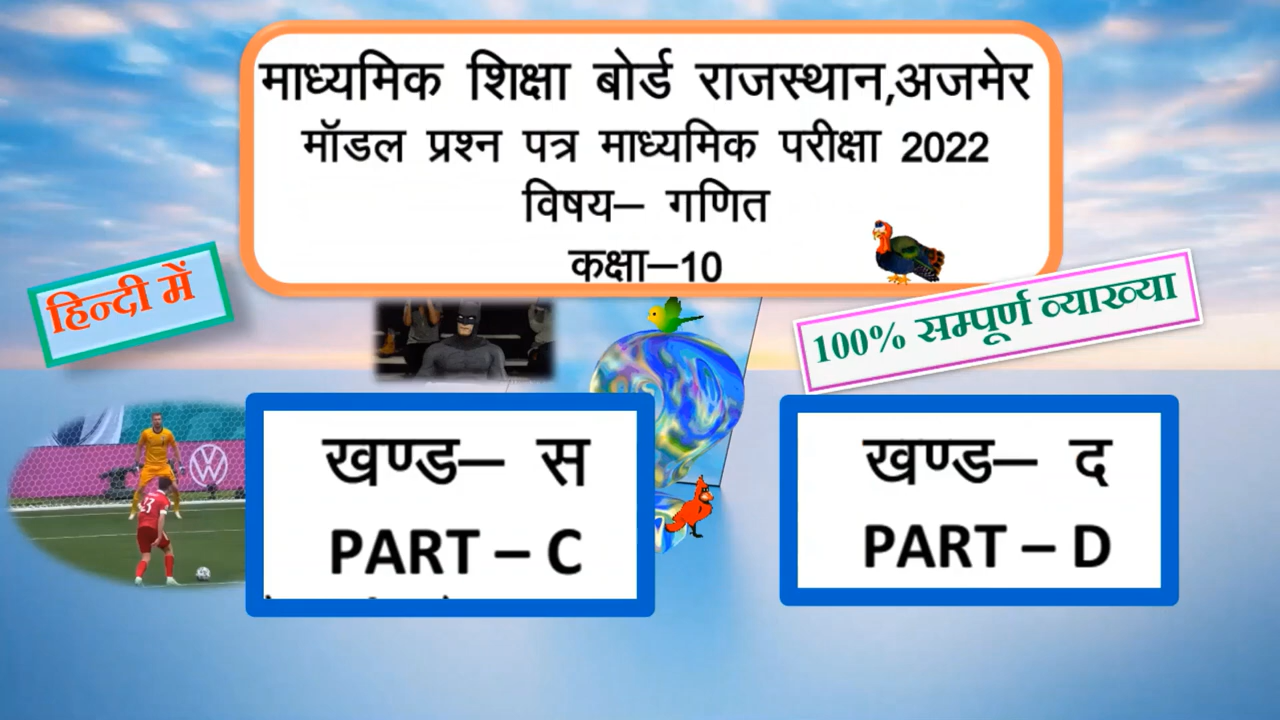 माध्यमिक शिक्षा बोर्ड राजस्थान,अजमेर
मॉडल प्रश्न पत्र माध्यमिक परीक्षा 2022
विषय– गणित
कक्षा–10
हिन्दी में
100% सम्पूर्ण व्याख्या
खण्ड– स
PART – C
खण्ड– द
PART – D
13